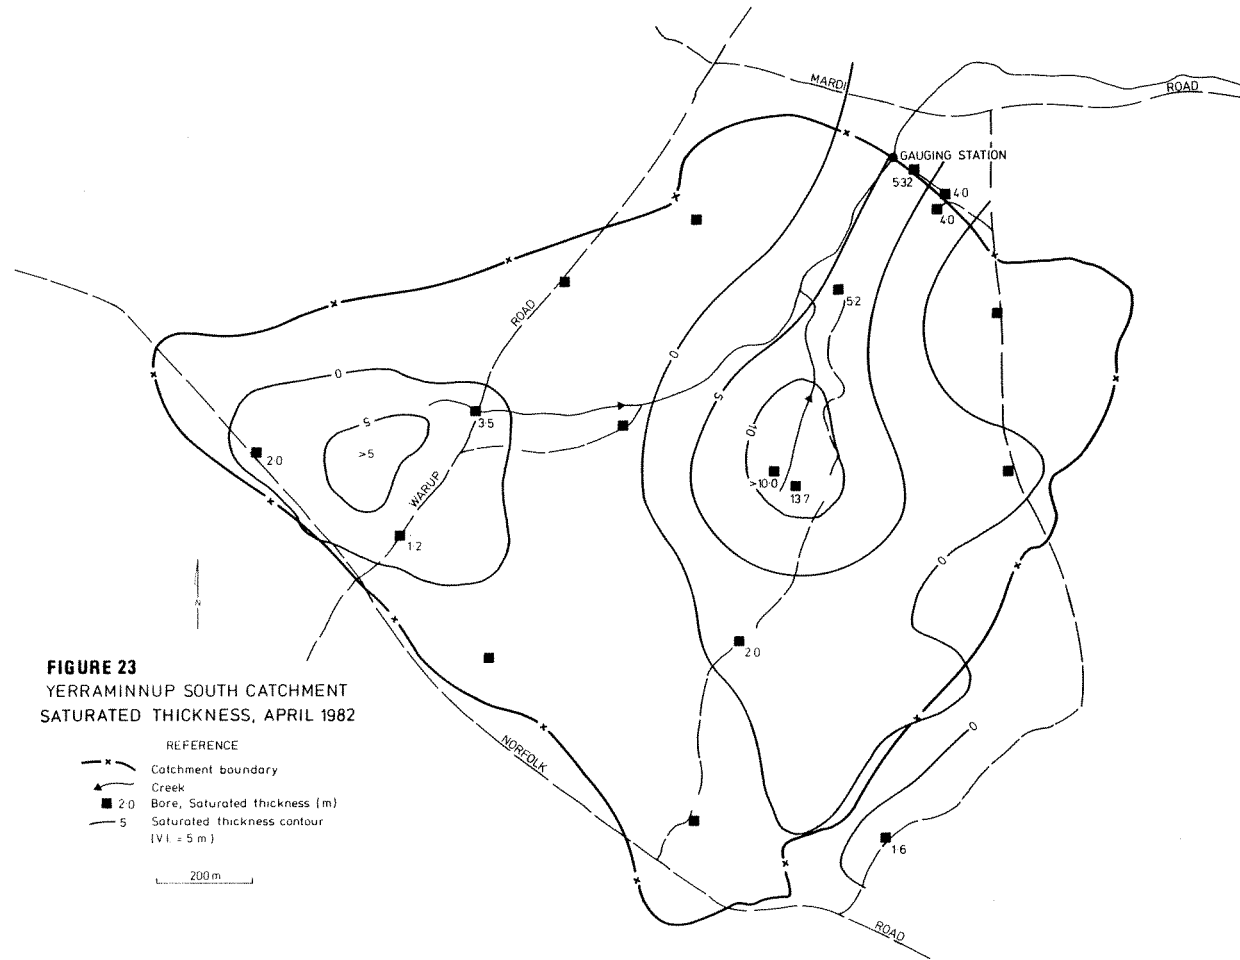 MARDI
ROAD
GAUGING STATION
5·32
4·0
4·0
5·2
ROAD
0
0
5
5
>5
3·5
2·0
10
>10·0
13·7
WARUP
1·2
0
N
2·0
FIGURE 23
YERRAMINNUP SOUTH CATCHMENT
SATURATED THICKNESS, APRIL 1982
REFERENCE
Catchment boundary
Creek
2·0 Bore, Saturated thickness (m)
5 Saturated thickness contour
(V.I. = 5 m)
200 m
NORFOLK
0
1·6
ROAD